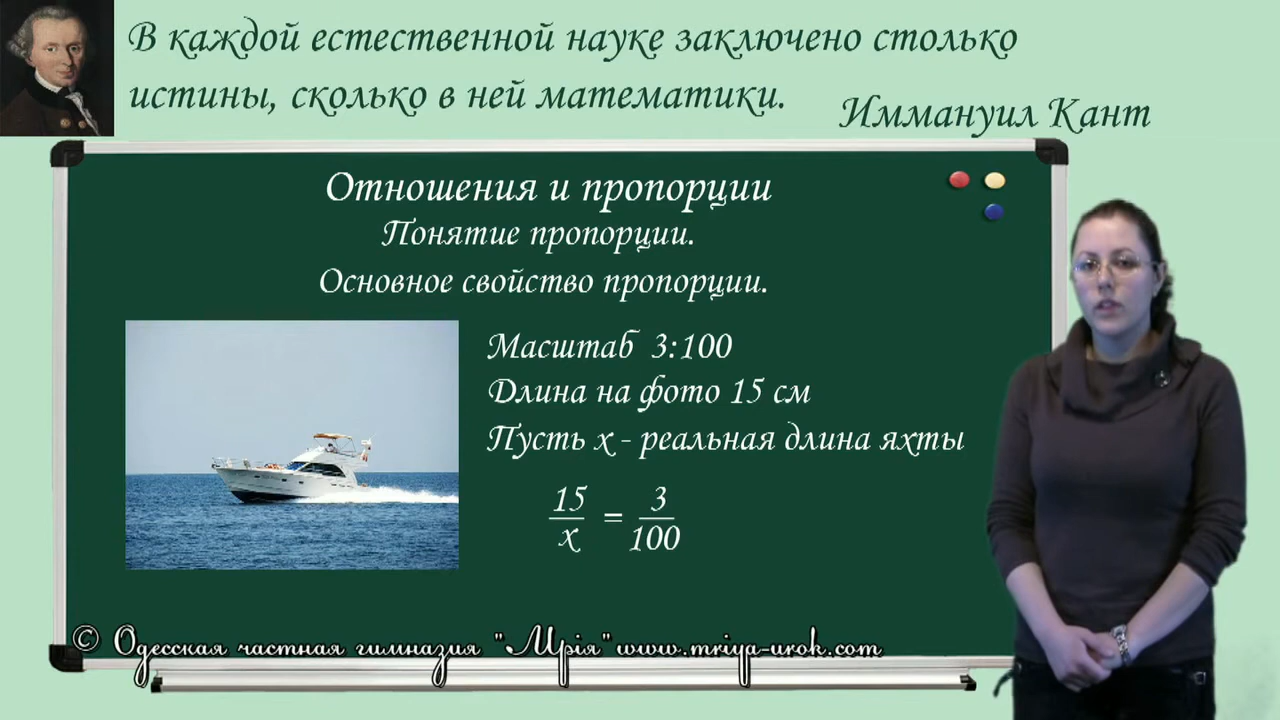 В каждой естественной науке заключено столько
истины, сколько в ней математики.
Иммануил Кант
Отношения и пропорции
Понятие пропорции.
Основное свойство пропорции.
Масштаб 3:100
Длина на фото 15 см
Пусть х - реальная длина яхты
15/х = 3/100
© Одесская частная гимназия "Мрія" www.mriya-urok.com